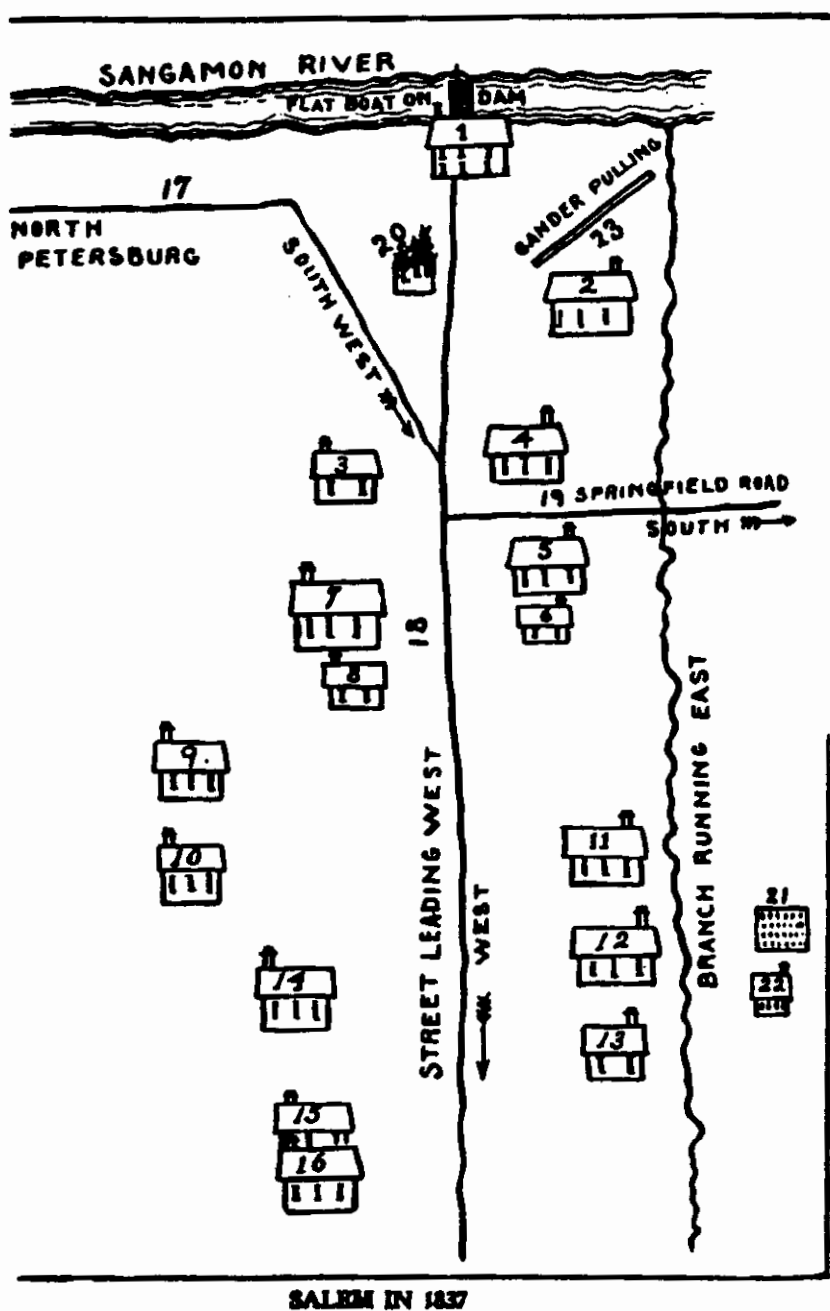 SANGAMON RIVER
FLAT BOAT ON DAM
1
17
NORTH
PETERSBURG
SOUTH WEST
20
GANDER PULLING
23
2
3
4
19 SPRINGFIELD ROAD
SOUTH
5
6
7
18
8
9.
10
STREET LEADING WEST
WEST
BRANCH RUNNING EAST
11
12
13
21
22
14
15
16
SALEM IN 1837